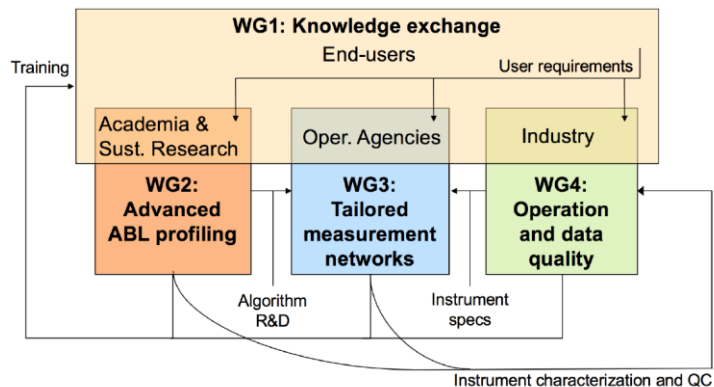 WG1: Knowledge exchange
End-users
Training
User requirements
Academia &
Sust. Research
Oper. Agencies
Industry
WG2:
Advanced
ABL profiling
WG3:
Tailored
measurement
networks
WG4:
Operation
and data
quality
Algorithm
R&D
Instrument
specs
Instrument characterization and QC